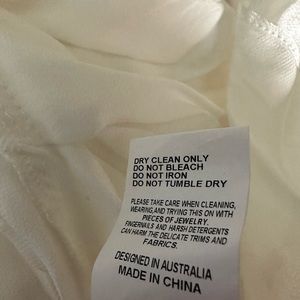 DRY CLEAN ONLY
DO NOT BLEACH
DO NOT IRON
DO NOT TUMBLE DRY
PLEASE TAKE CARE WHEN CLEANING,
WEARING,AND TRYING THIS ON WITH
PIECES OF JEWELRY.
FINGERNAILS AND HARSH DETERGENTS
CAN HARM THE DELICATE TRIMS AND
FABRICS.
DESIGNED IN AUSTRALIA
MADE IN CHINA